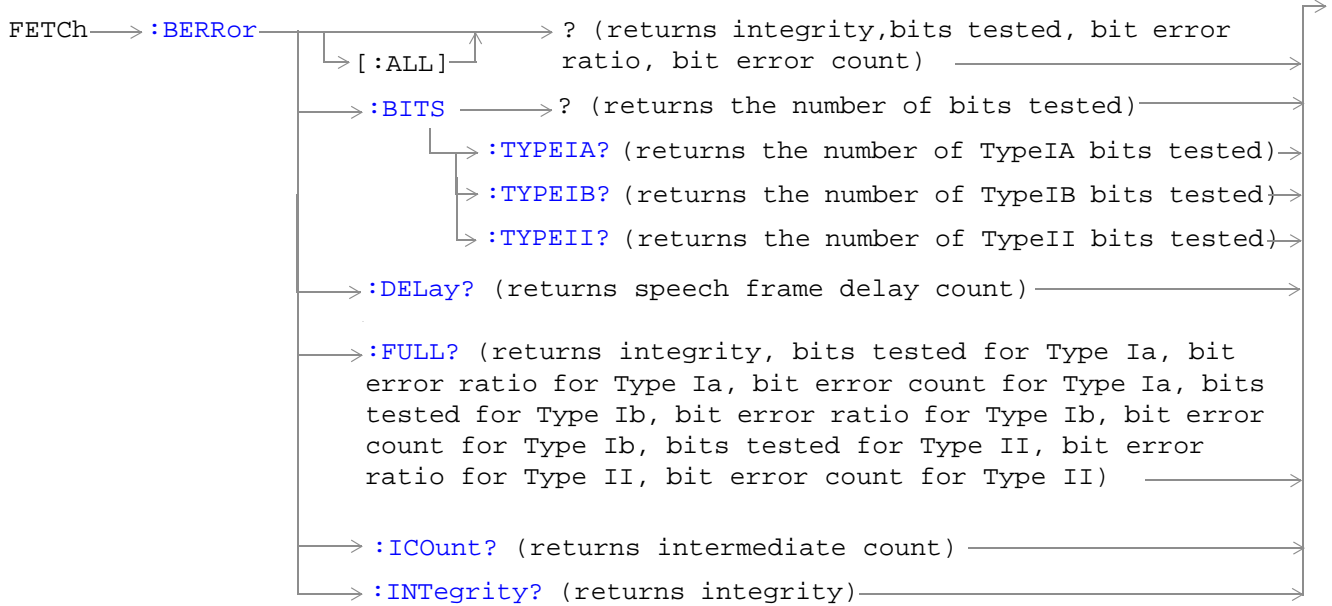 FETCh :BERRor ? (returns integrity,bits tested, bit error
[:ALL] ratio, bit error count)
:BITS ? (returns the number of bits tested)
:TYPEIA? (returns the number of TypeIA bits tested)
:TYPEIB? (returns the number of TypeIB bits tested)
:TYPEII? (returns the number of TypeII bits tested)
:DELay? (returns speech frame delay count)
:FULL? (returns integrity, bits tested for Type Ia, bit
error ratio for Type Ia, bit error count for Type Ia, bits
tested for Type Ib, bit error ratio for Type Ib, bit error
count for Type Ib, bits tested for Type II, bit error
ratio for Type II, bit error count for Type II)
:ICOunt? (returns intermediate count)
:INTegrity? (returns integrity)